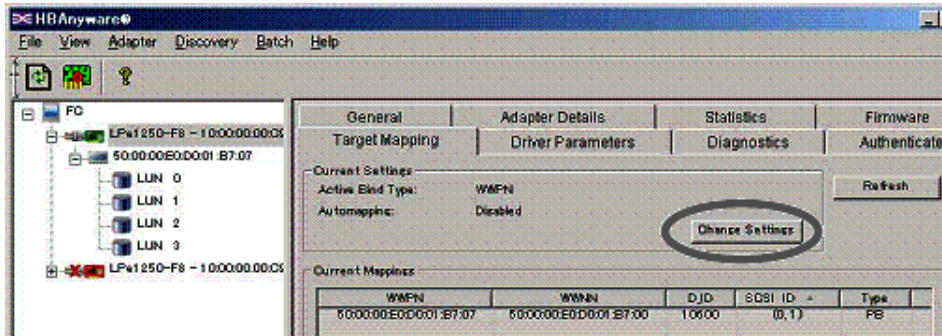 HBAnyware®
File View Adapter Discovery Batch Help
FC
LPe1250-F8 - 10:00:00:00:C9
50:00:00:E0:D0:01:B7:07
LUN 0
LUN 1
LUN 2
LUN 3
LPe1250-F8 - 10:00:00:00:C9
General Adapter Details Statistics Firmware
Target Mapping Driver Parameters Diagnostics Authenticate
Current Settings
Active Bind Type: WWPN
Automapping: Disabled
Refresh
Change Settings
Current Mappings
WWPN WWNN D_ID SCSI ID Type
50:00:00:E0:D0:01:B7:07 50:00:00:E0:D0:01:B7:00 10600 (0, 1) PB